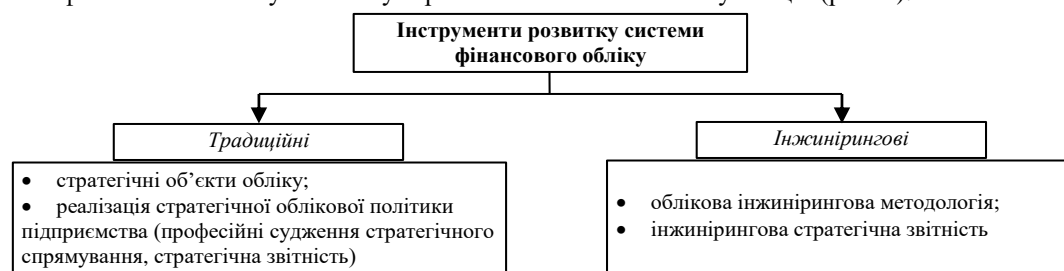 Інструменти розвитку системи
фінансового обліку
Традиційні
Інжинірингові
• стратегічні об’єкти обліку;
• реалізація стратегічної облікової політики
підприємства (професійні судження стратегічного
спрямування, стратегічна звітність)
• облікова інжинірингова методологія;
• інжинірингова стратегічна звітність